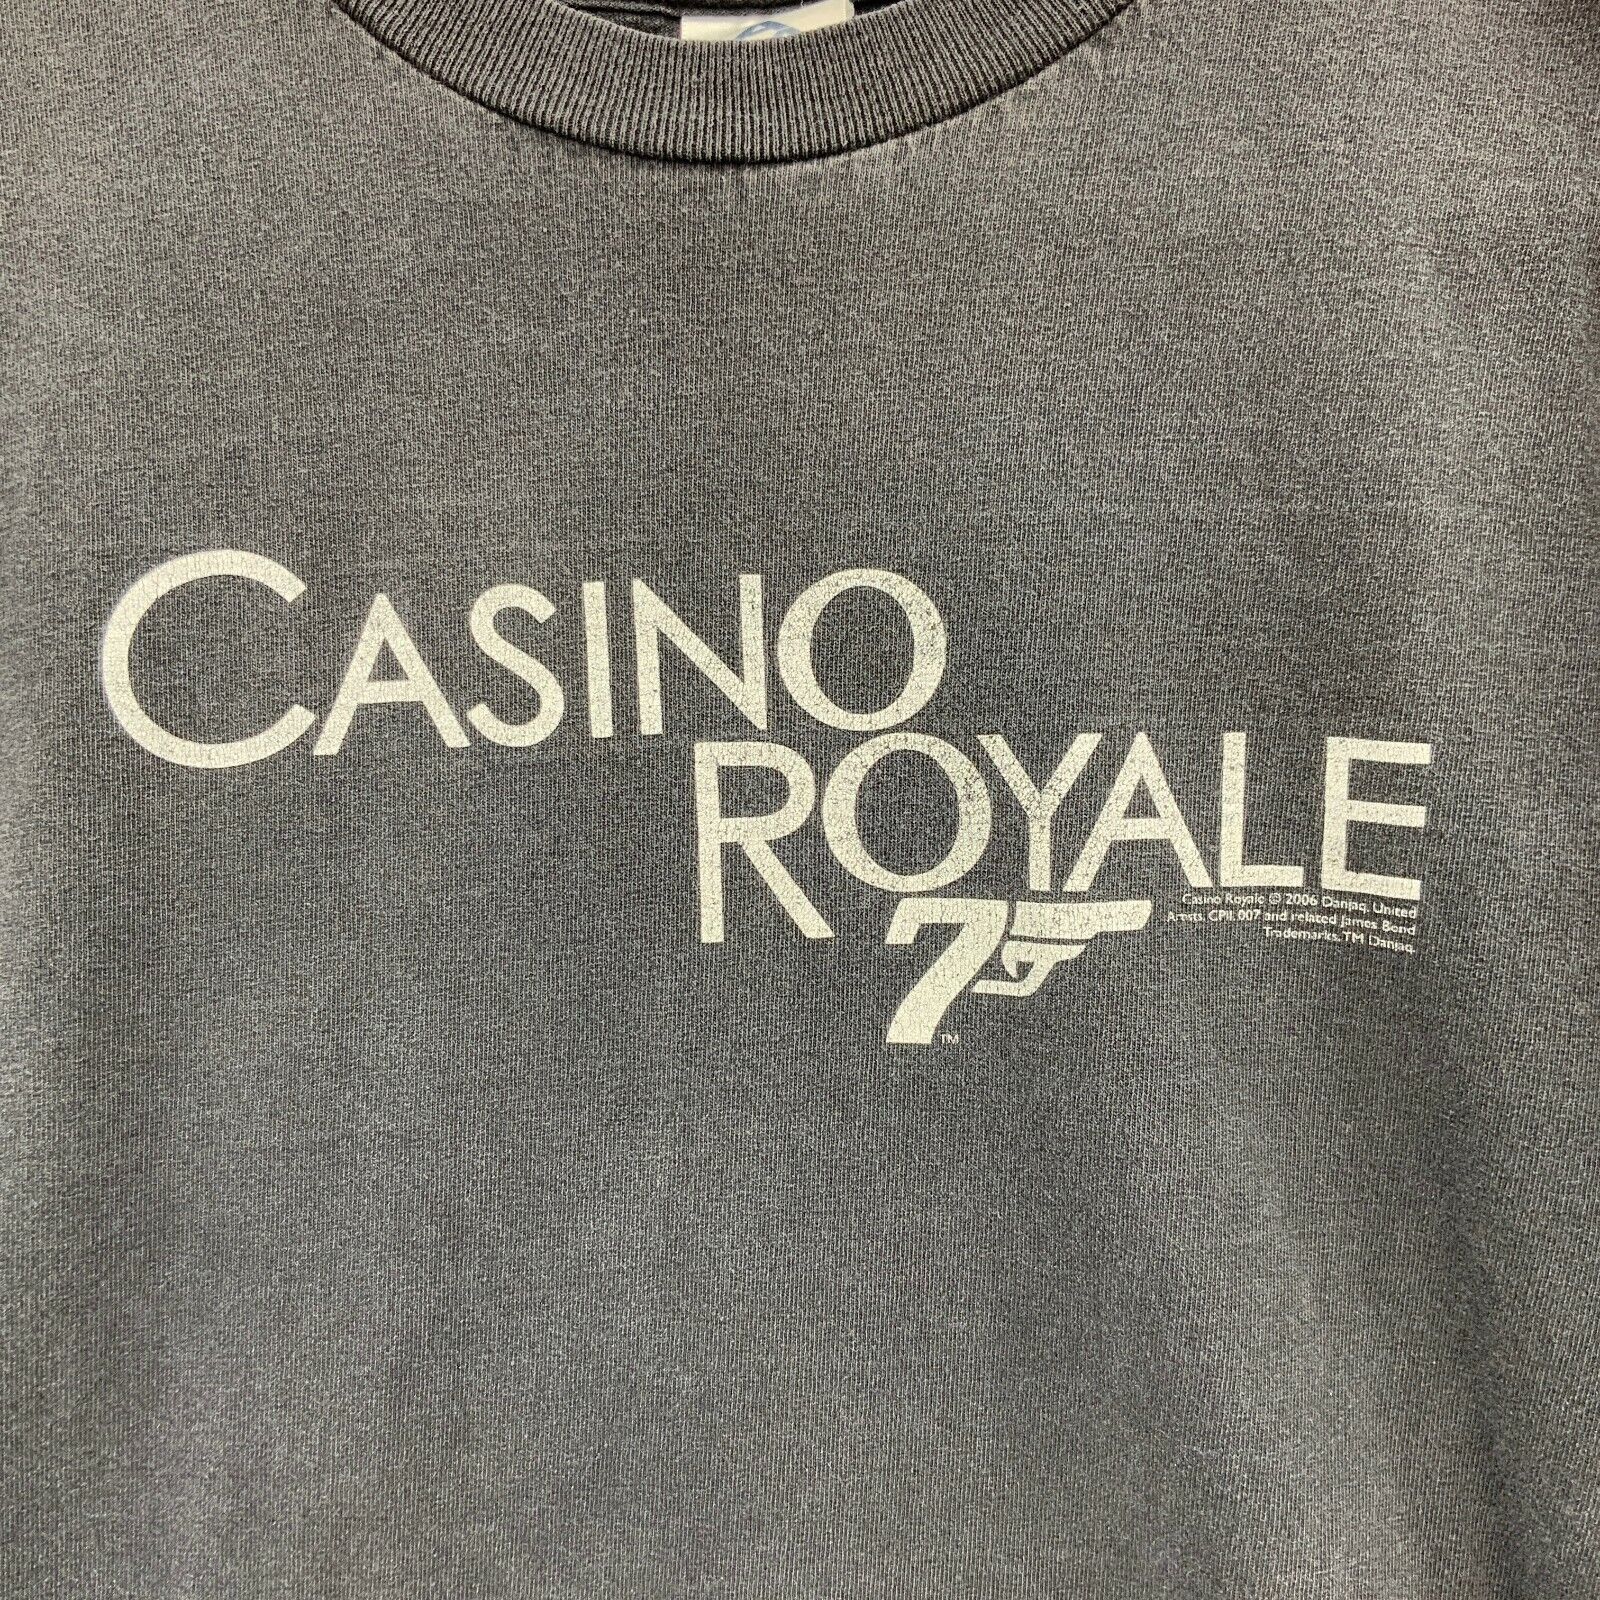 CASINO
ROYALE
7
TM
Casino Royale © 2006 Danjaq, United
Artists, CPII. 007 and related James Bond
Trademarks, TM Danjaq.